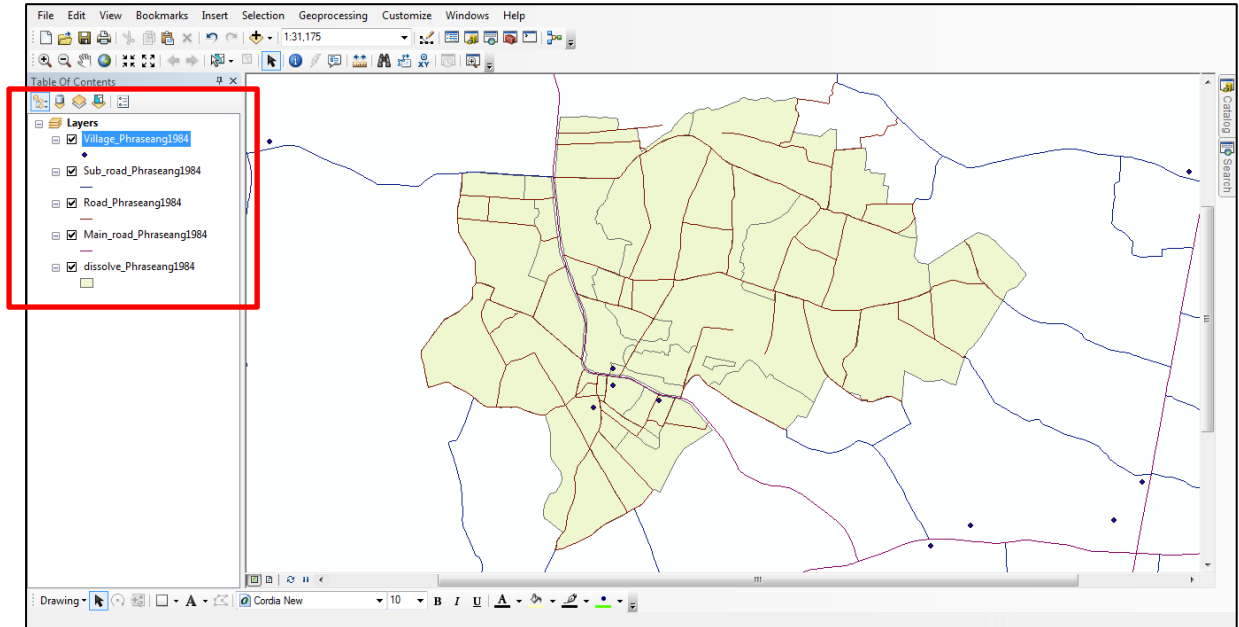 File Edit View Bookmarks Insert Selection Geoprocessing Customize Windows Help
1:31,175
Table Of Contents
Layers
Village_Phraseang1984
Sub_road_Phraseang1984
Road_Phraseang1984
Main_road_Phraseang1984
dissolve_Phraseang1984
Catalog
Search
Drawing A Cordia New 10 B I U A